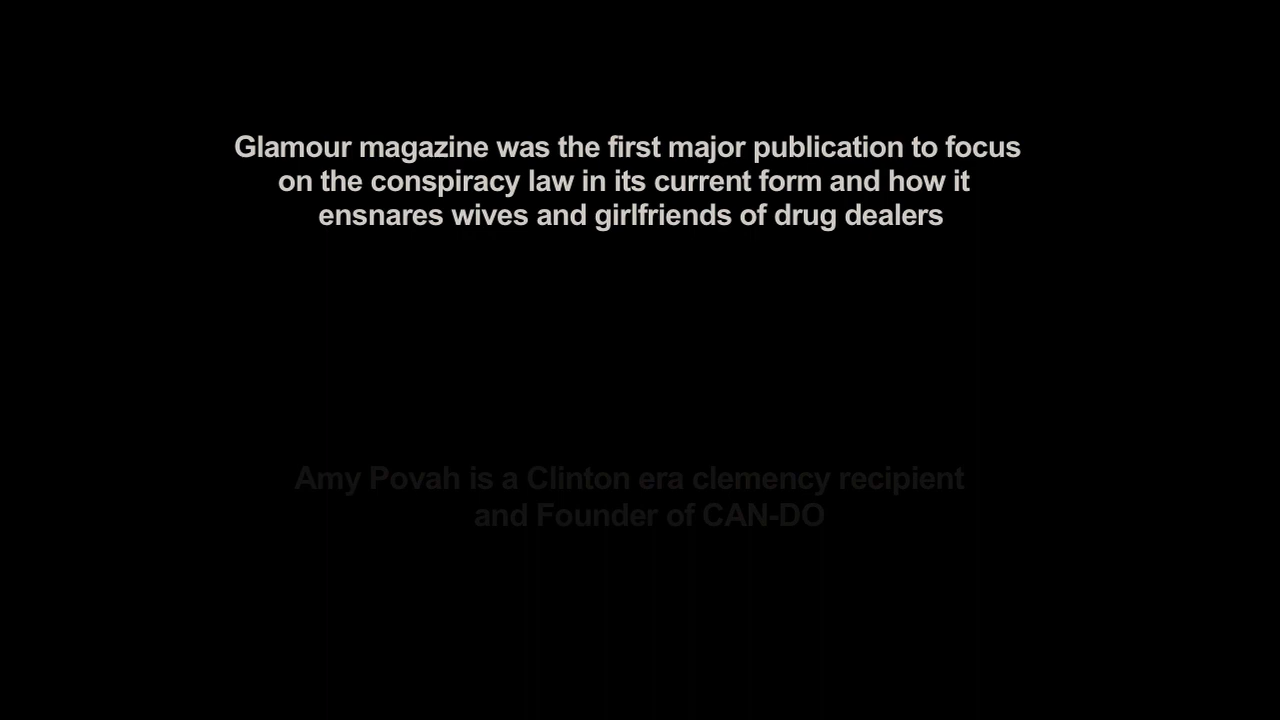 Glamour magazine was the first major publication to focus
on the conspiracy law in its current form and how it
ensnares wives and girlfriends of drug dealers
Amy Povah is a Clinton era clemency recipient
and Founder of CAN-DO